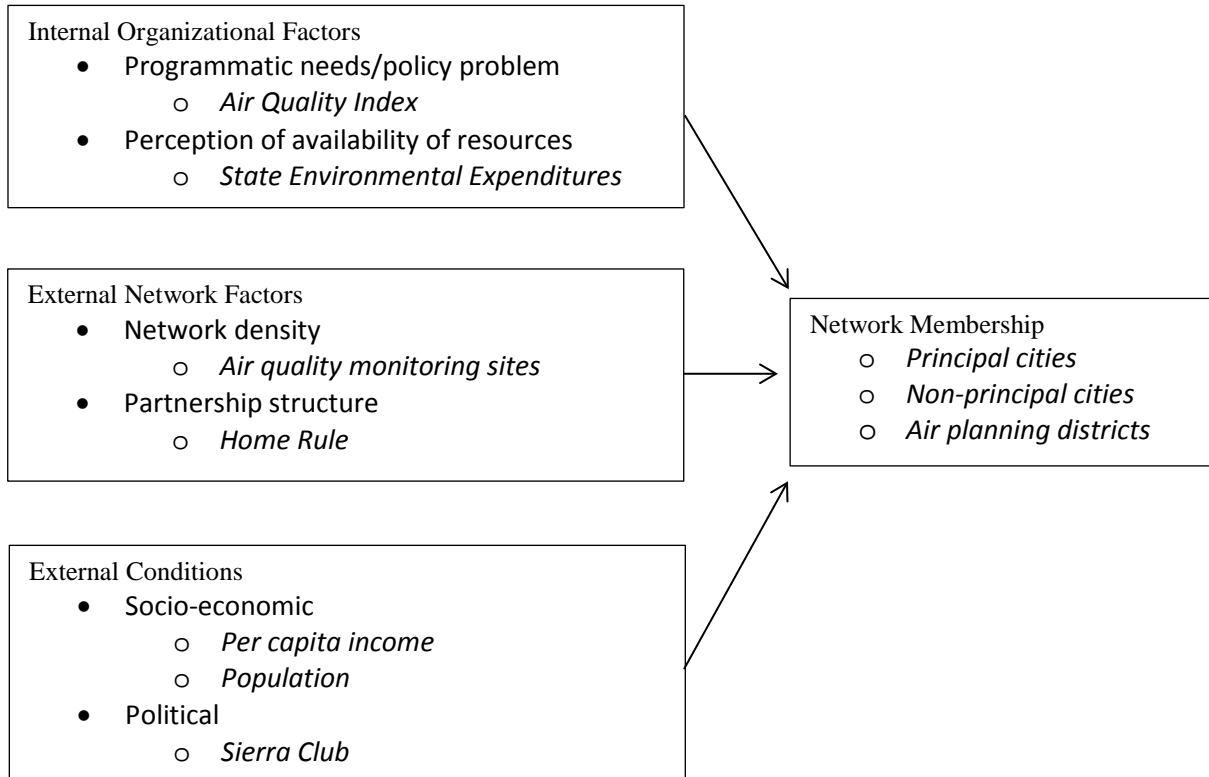 Internal Organizational Factors
• Programmatic needs/policy problem
o Air Quality Index
• Perception of availability of resources
o State Environmental Expenditures
External Network Factors
• Network density
o Air quality monitoring sites
• Partnership structure
o Home Rule
External Conditions
• Socio-economic
o Per capita income
o Population
• Political
o Sierra Club
Network Membership
o Principal cities
o Non-principal cities
o Air planning districts